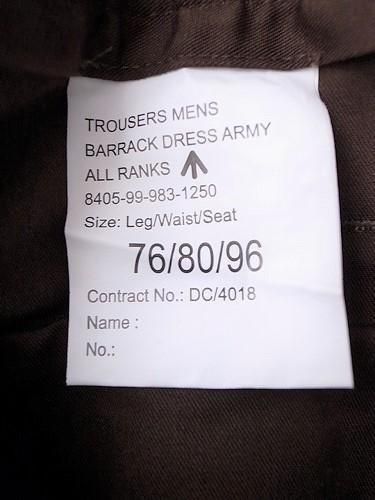 TROUSERS MENS
BARRACK DRESS ARMY
ALL RANKS
8405-99-983-1250
Size: Leg/Waist/Seat
76/80/96
Contract No.: DC/4018
Name :
No.: